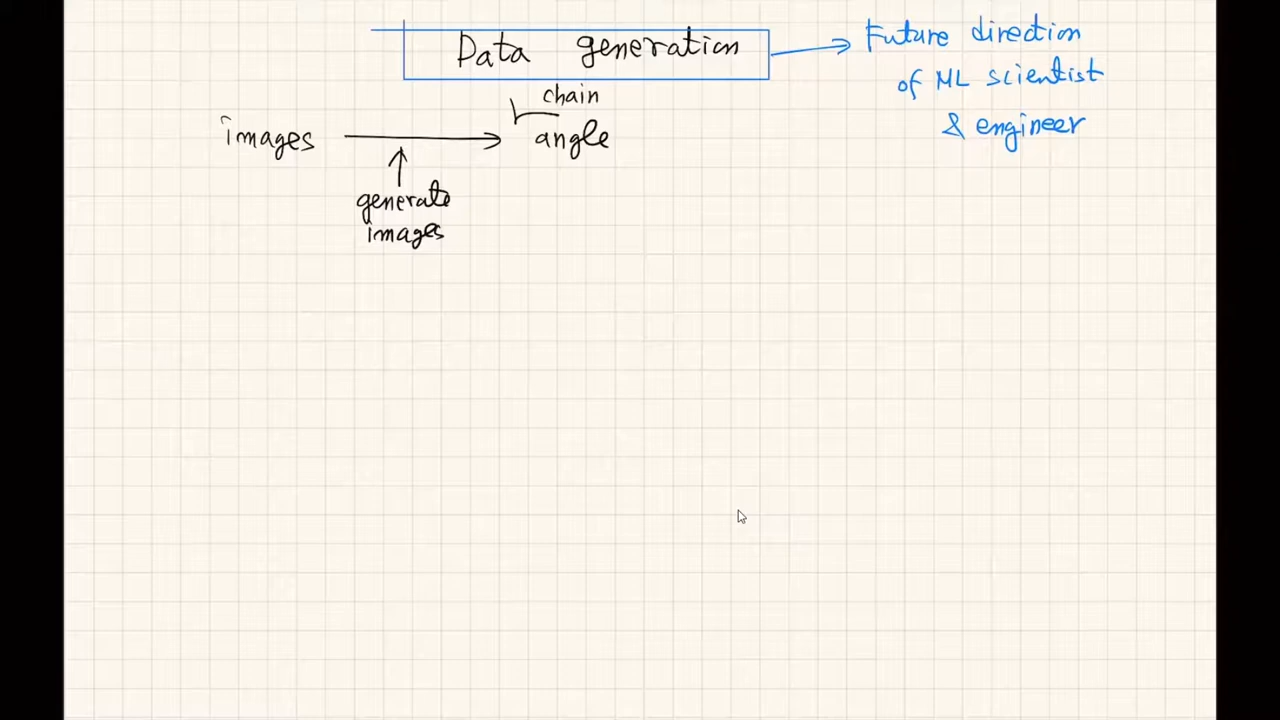 Data generation
Future direction
of ML scientist
& engineer
chain
images
angle
generate
images